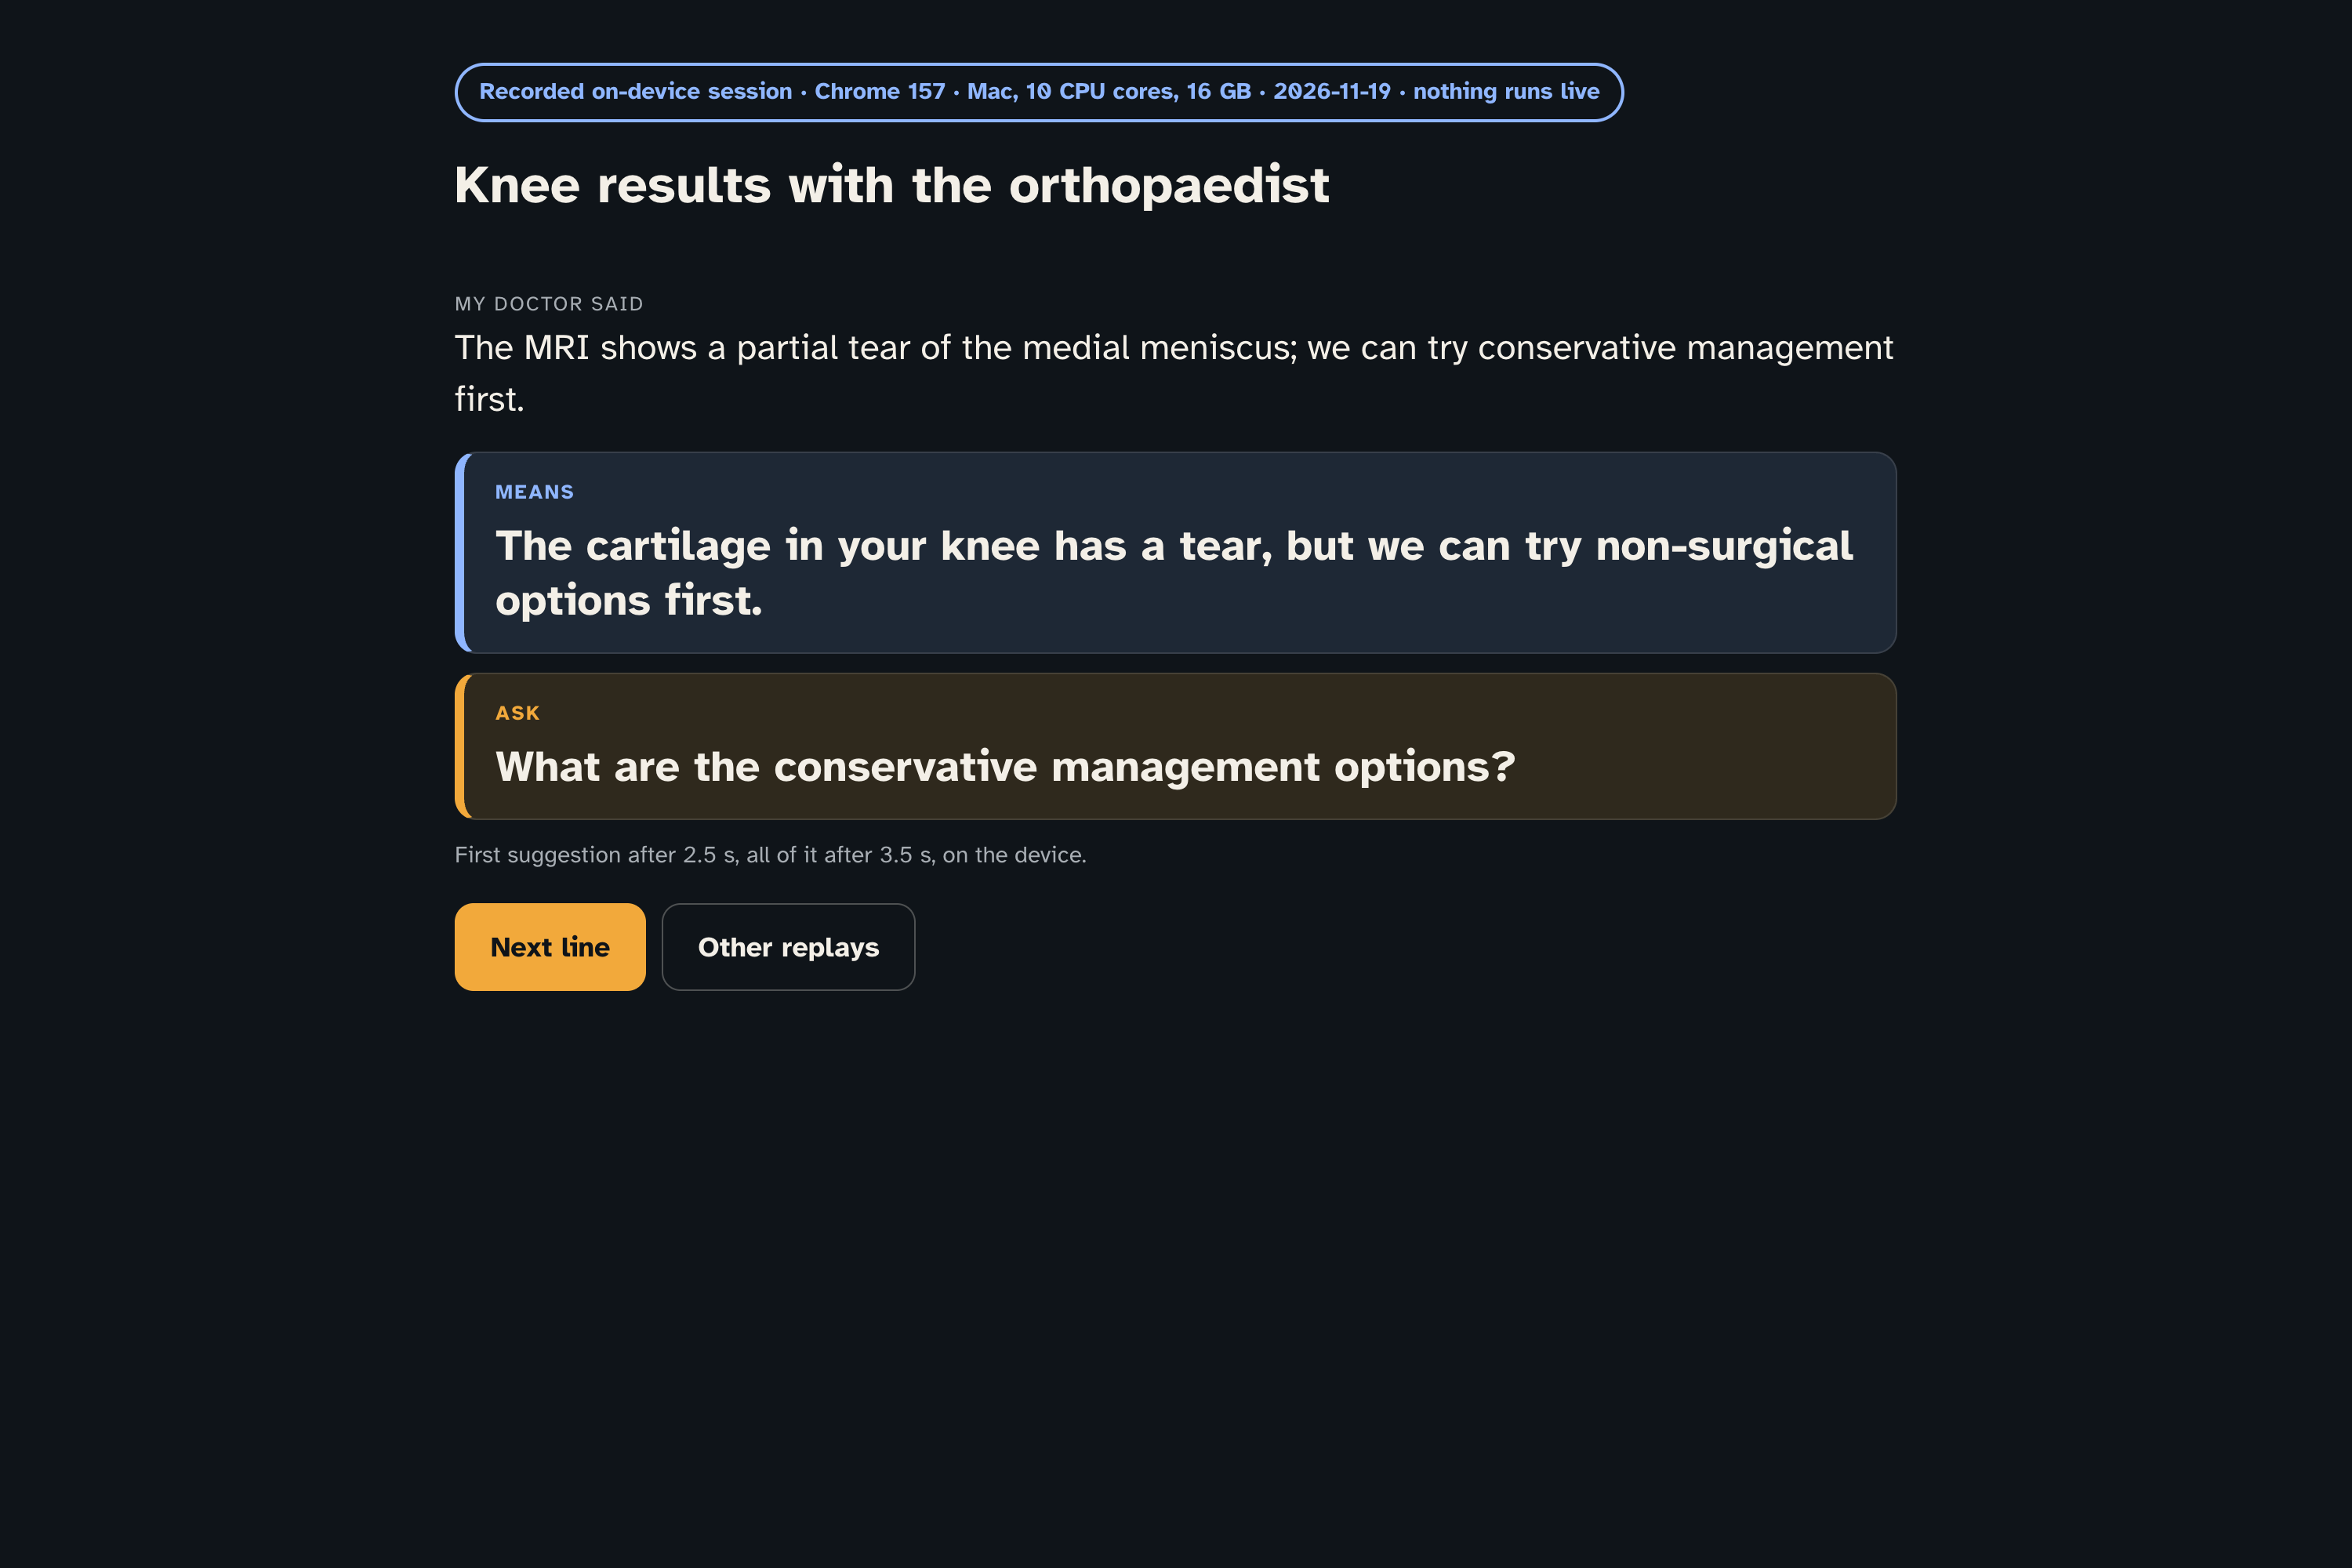 Recorded on-device session · Chrome 157 · Mac, 10 CPU cores, 16 GB · 2026-11-19 · nothing runs live
Knee results with the orthopaedist
MY DOCTOR SAID
The MRI shows a partial tear of the medial meniscus; we can try conservative management
first.
MEANS
The cartilage in your knee has a tear, but we can try non-surgical
options first.
ASK
What are the conservative management options?
First suggestion after 2.5 s, all of it after 3.5 s, on the device.
Next line
Other replays